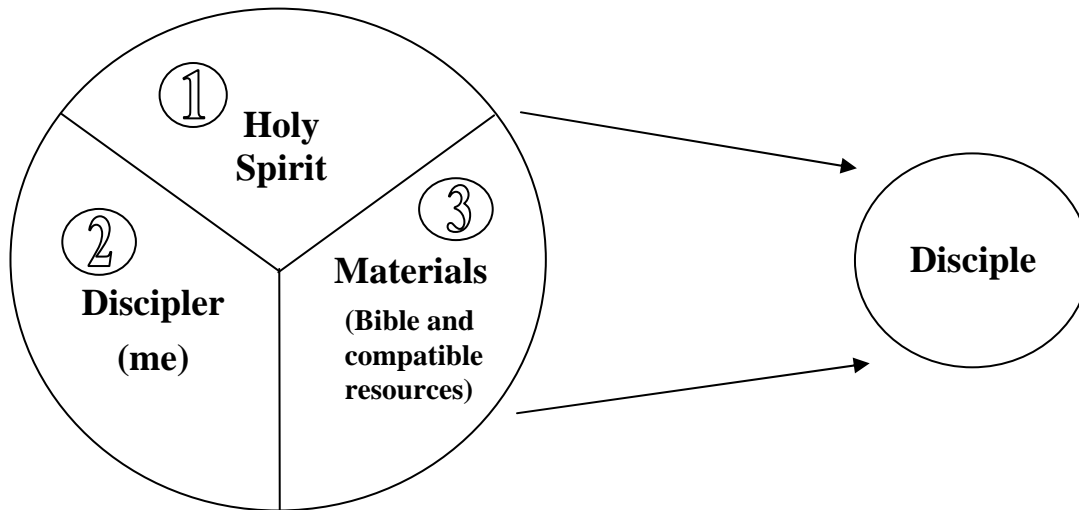 1
Holy
Spirit
2
Discipler
(me)
3
Materials
(Bible and
compatible
resources)
Disciple